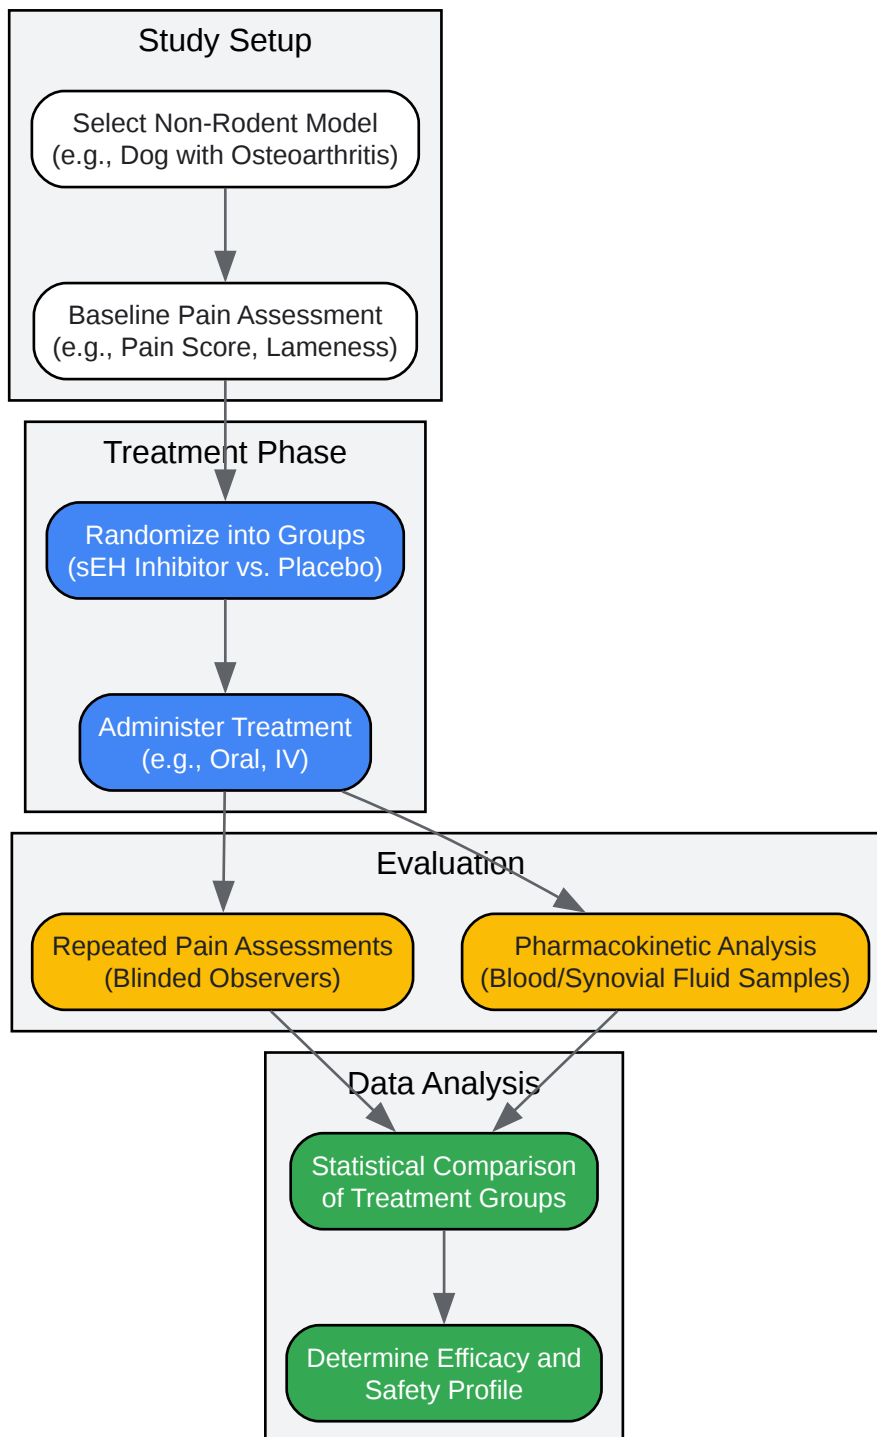 Study Setup
Select Non-Rodent Model
(e.g., Dog with Osteoarthritis)
Baseline Pain Assessment
(e.g., Pain Score, Lameness)
Treatment Phase
Randomize into Groups
(sEH Inhibitor vs. Placebo)
Administer Treatment
(e.g., Oral, IV)
Evaluation
Repeated Pain Assessments
(Blinded Observers)
Pharmacokinetic Analysis
(Blood/Synovial Fluid Samples)
Data Analysis
Statistical Comparison
of Treatment Groups
Determine Efficacy and
Safety Profile